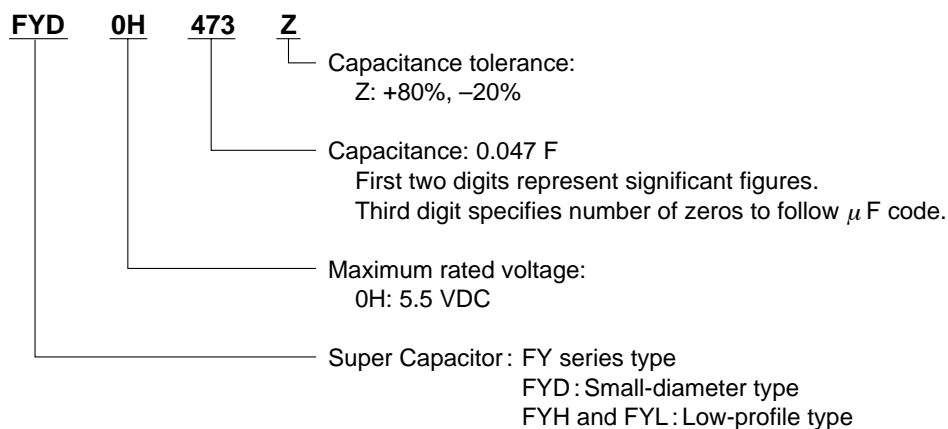 FYD 0H 473 Z
Capacitance tolerance:
Z: +80%, –20%
Capacitance: 0.047 F
First two digits represent significant figures.
Third digit specifies number of zeros to follow μ F code.
Maximum rated voltage:
0H: 5.5 VDC
Super Capacitor: FY series type
FYD: Small-diameter type
FYH and FYL: Low-profile type